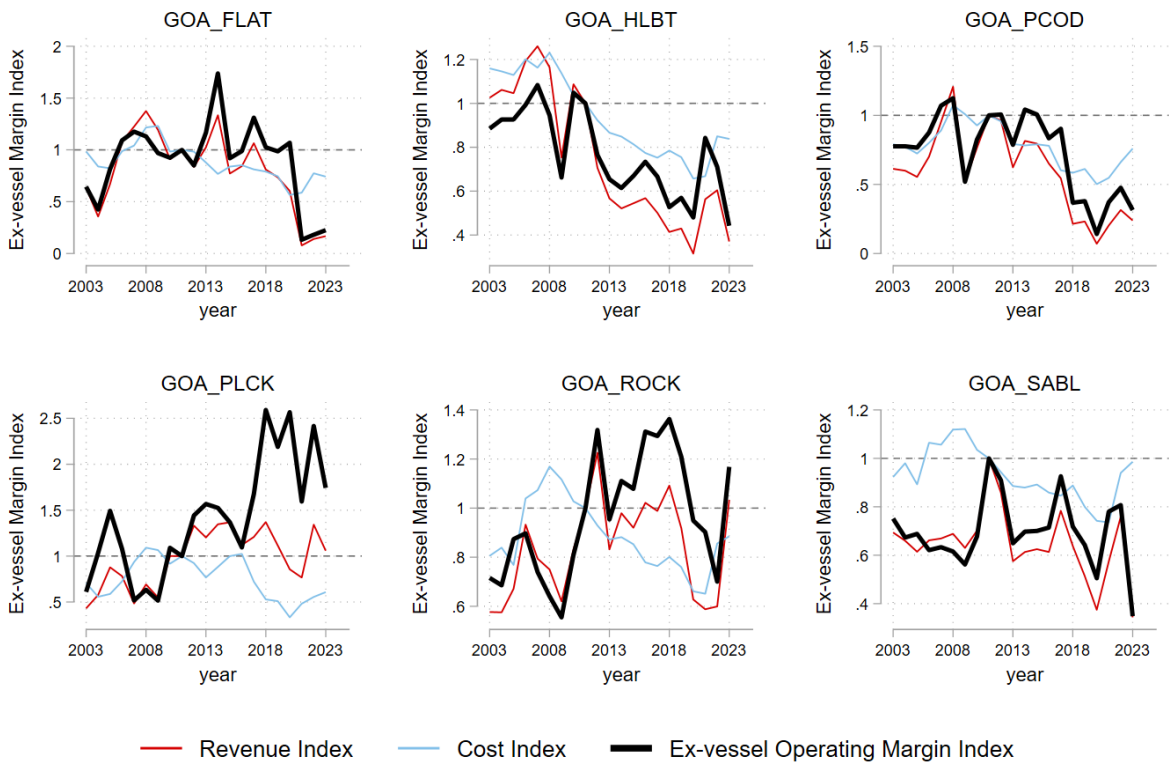 GOA_FLAT
Ex-vessel Margin Index
2
1.5
1
.5
0
2003 2008 2013 2018 2023
year
GOA_HLBT
Ex-vessel Margin Index
1.2
1
.8
.6
.4
2003 2008 2013 2018 2023
year
GOA_PCOD
Ex-vessel Margin Index
1.5
1
.5
0
2003 2008 2013 2018 2023
year
GOA_PLCK
Ex-vessel Margin Index
2.5
2
1.5
1
.5
2003 2008 2013 2018 2023
year
GOA_ROCK
Ex-vessel Margin Index
1.4
1.2
1
.8
.6
2003 2008 2013 2018 2023
year
GOA_SABL
Ex-vessel Margin Index
1.2
1
.8
.6
.4
2003 2008 2013 2018 2023
year
Revenue Index Cost Index Ex-vessel Operating Margin Index